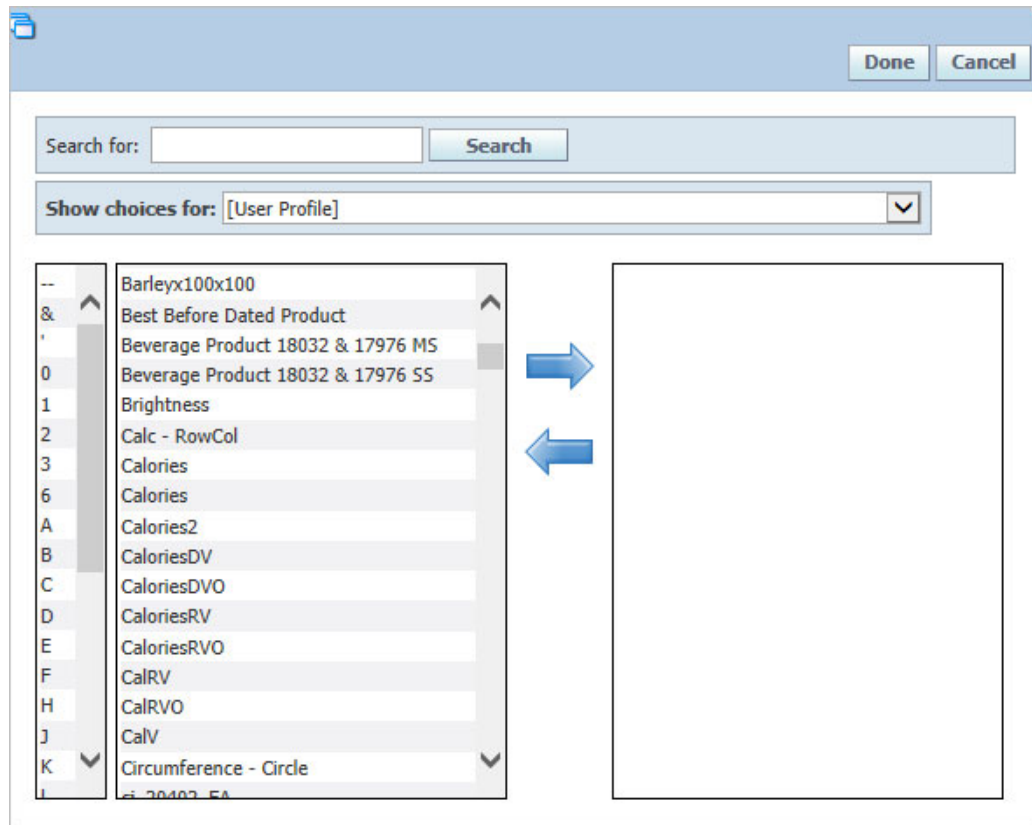 Done Cancel
Search for: Search
Show choices for: [User Profile]
--
&
'
0
1
2
3
6
A
B
C
D
E
F
H
J
K
Barleyx100x100
Best Before Dated Product
Beverage Product 18032 & 17976 MS
Beverage Product 18032 & 17976 SS
Brightness
Calc - RowCol
Calories
Calories
Calories2
CaloriesDV
CaloriesDVO
CaloriesRV
CaloriesRVO
CalRV
CalRVO
CalV
Circumference - Circle